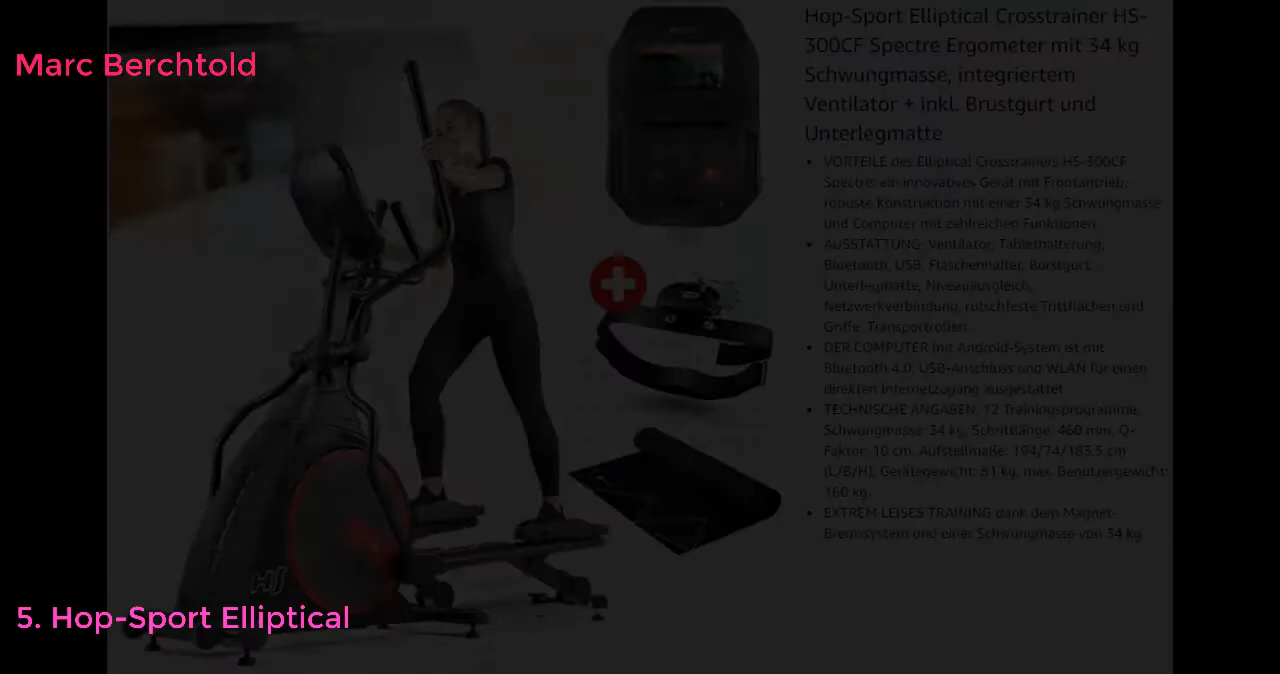 Marc Berchtold
Hop-Sport Elliptical Crosstrainer HS-
300CF Spectre Ergometer mit 34 kg
Schwungmasse, integriertem
Ventilator + inkl. Brustgurt und
Unterlegmatte
• VORTEILE des Elliptical Crosstrainers HS-300CF
Spectre: ein innovatives Gerät mit Frontantrieb,
robuste Konstruktion mit einer 34 kg Schwungmasse
und Computer mit zahlreichen Funktionen
• AUSSTATTUNG: Ventilator, Tablethalterung,
Bluetooth, USB, Flaschenhalter, Burstgurt,
Unterlegmatte, Niveauausgleich,
Netzwerkverbindung, rutschfeste Trittflächen und
Griffe, Transportrollen
• DER COMPUTER mit Android-System ist mit
Bluetooth 4.0, USB-Anschluss und WLAN für einen
direkten Internetzugang ausgestattet
• TECHNISCHE ANGABEN: 12 Trainingsprogramme,
Schwungmasse: 34 kg, Schrittlänge: 460 mm, Q-
Faktor: 10 cm, Aufstellmaße: 194/74/183,5 cm
(L/B/H), Gerätegewicht: 81 kg, max. Benutzergewicht:
160 kg
• EXTREM LEISES TRAINING dank dem Magnet-
Bremssystem und einer Schwungmasse von 34 kg
HS
5. Hop-Sport Elliptical